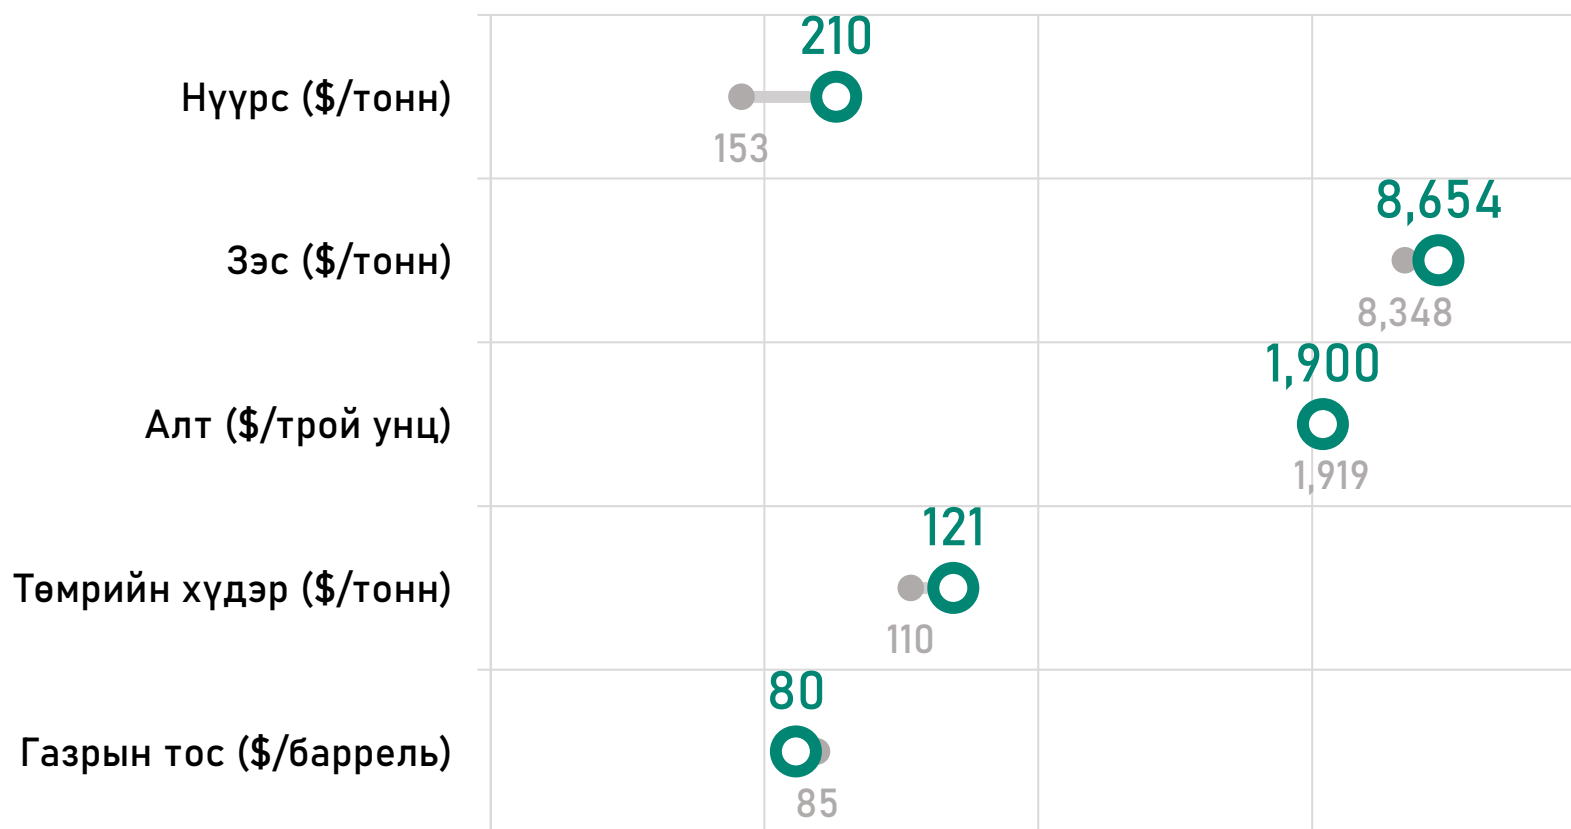 210
Нүүрс ($/тонн)
153
8,654
Зэс ($/тонн)
8,348
1,900
Алт ($/трой унц)
1,919
121
Төмрийн хүдэр ($/тонн)
110
80
Газрын тос ($/баррель)
85